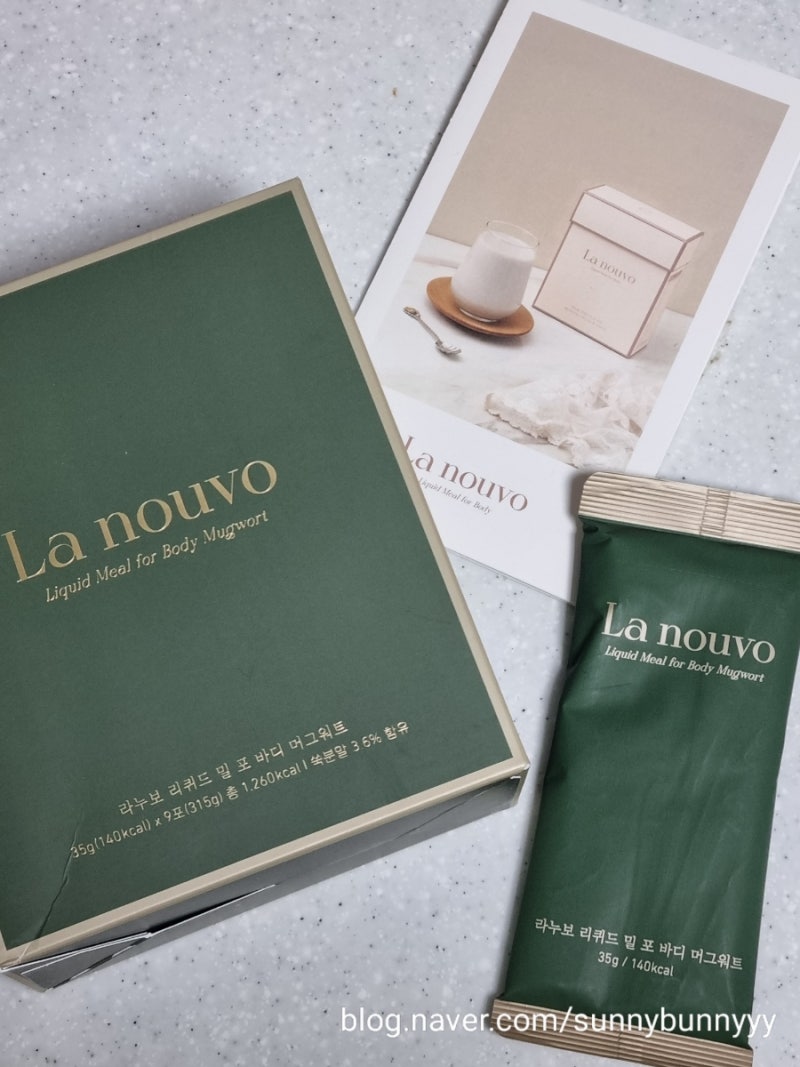 La nouvo
La nouvo
Liquid Meal for Body
La nouvo
Liquid Meal for Body Mugwort
라누보 리퀴드 밀 포 바디 머그워트
35g(140kcal) x 9포(315g) 총 1,260kcal I 쑥분말 3.6% 함유
La nouvo
Liquid Meal for Body Mugwort
라누보 리퀴드 밀 포 바디 머그워트
35g / 140kcal
blog.naver.com/sunnybunnyyy